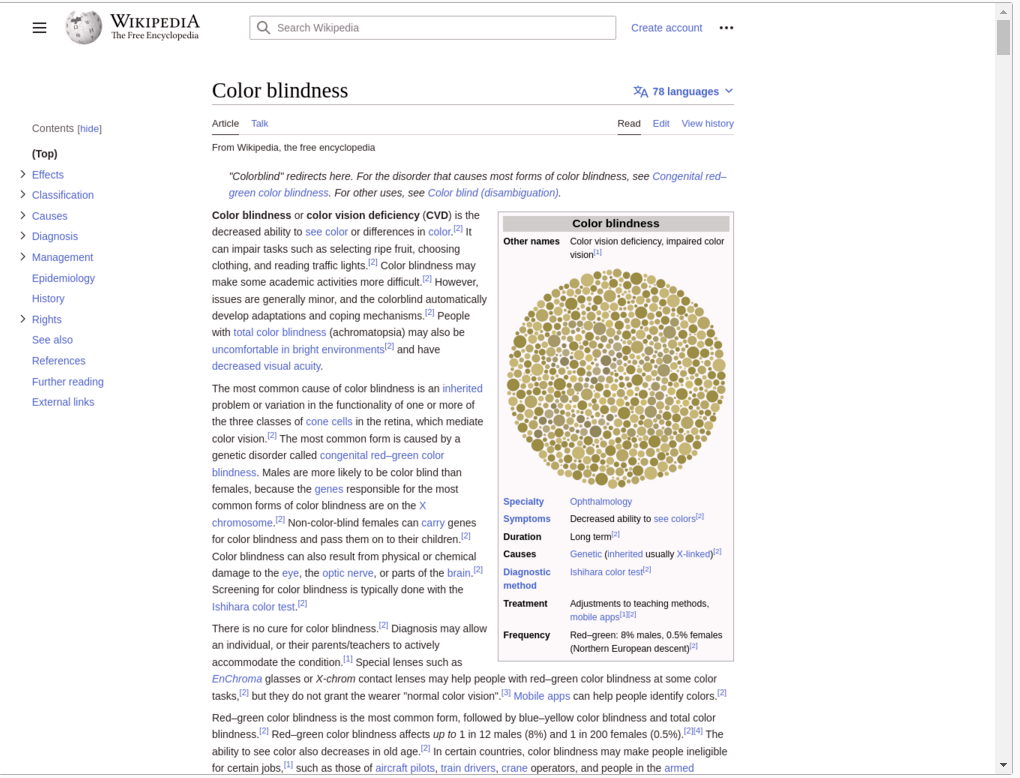 WIKIPEDIA
The Free Encyclopedia
Search Wikipedia
Create account
Color blindness
78 languages
Article Talk
Read Edit View history
From Wikipedia, the free encyclopedia
Contents [hide]
(Top)
Effects
Classification
Causes
Diagnosis
Management
Epidemiology
History
Rights
See also
References
Further reading
External links
"Colorblind" redirects here. For the disorder that causes most forms of color blindness, see Congenital red–
green color blindness. For other uses, see Color blind (disambiguation).
Color blindness or color vision deficiency (CVD) is the
decreased ability to see color or differences in color.[2] It
can impair tasks such as selecting ripe fruit, choosing
clothing, and reading traffic lights.[2] Color blindness may
make some academic activities more difficult.[2] However,
issues are generally minor, and the colorblind automatically
develop adaptations and coping mechanisms.[2] People
with total color blindness (achromatopsia) may also be
uncomfortable in bright environments[2] and have
decreased visual acuity.
The most common cause of color blindness is an inherited
problem or variation in the functionality of one or more of
the three classes of cone cells in the retina, which mediate
color vision.[2] The most common form is caused by a
genetic disorder called congenital red–green color
blindness. Males are more likely to be color blind than
females, because the genes responsible for the most
common forms of color blindness are on the X
chromosome.[2] Non-color-blind females can carry genes
for color blindness and pass them on to their children.[2]
Color blindness can also result from physical or chemical
damage to the eye, the optic nerve, or parts of the brain.[2]
Screening for color blindness is typically done with the
Ishihara color test.[2]
There is no cure for color blindness.[2] Diagnosis may allow
an individual, or their parents/teachers to actively
accommodate the condition.[1] Special lenses such as
EnChroma glasses or X-chrom contact lenses may help people with red–green color blindness at some color
tasks,[2] but they do not grant the wearer "normal color vision".[3] Mobile apps can help people identify colors.[2]
Red–green color blindness is the most common form, followed by blue–yellow color blindness and total color
blindness.[2] Red–green color blindness affects up to 1 in 12 males (8%) and 1 in 200 females (0.5%).[2][4] The
ability to see color also decreases in old age.[2] In certain countries, color blindness may make people ineligible
for certain jobs,[1] such as those of aircraft pilots, train drivers, crane operators, and people in the armed
Color blindness
Other names Color vision deficiency, impaired color
vision[1]
Specialty Ophthalmology
Symptoms Decreased ability to see colors[2]
Duration Long term[2]
Causes Genetic (inherited usually X-linked)[2]
Diagnostic Ishihara color test[2]
method
Treatment Adjustments to teaching methods,
mobile apps[1][2]
Frequency Red–green: 8% males, 0.5% females
(Northern European descent)[2]